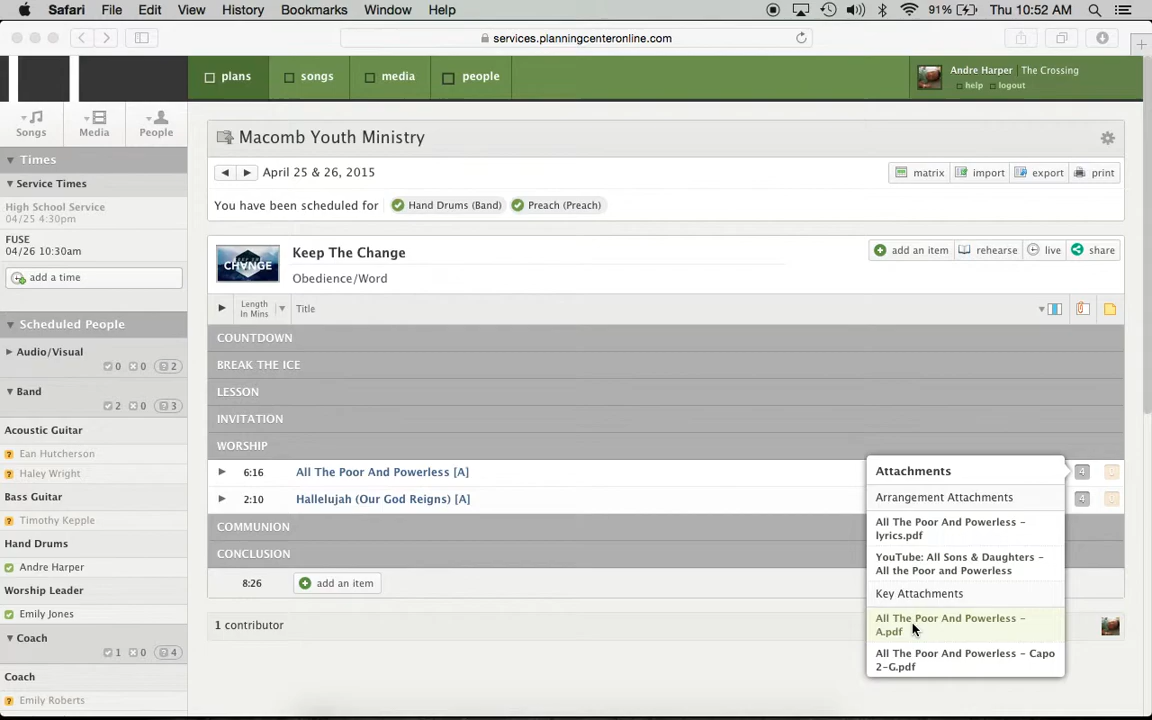 Safari File Edit View History Bookmarks Window Help 91% Thu 10:52 AM
services.planningcenteronline.com
plans songs media people
Andre Harper | The Crossing
help logout
Songs Media People
Times
Service Times
High School Service
04/25 4:30pm
FUSE
04/26 10:30am
add a time
Scheduled People
Audio/Visual
0 0 2
Band
2 0 3
Acoustic Guitar
Ean Hutcherson
Haley Wright
Bass Guitar
Timothy Kepple
Hand Drums
Andre Harper
Worship Leader
Emily Jones
Coach
1 0 4
Coach
Emily Roberts
Macomb Youth Ministry
April 25 & 26, 2015
matrix import export print
You have been scheduled for Hand Drums (Band) Preach (Preach)
KEEP THE CHANGE
Keep The Change
Obedience/Word
add an item rehearse live share
Length
In Mins
Title
COUNTDOWN
BREAK THE ICE
LESSON
INVITATION
WORSHIP
6:16 All The Poor And Powerless [A] 4
2:10 Hallelujah (Our God Reigns) [A] 4
COMMUNION
CONCLUSION
8:26 add an item
1 contributor
Attachments
Arrangement Attachments
All The Poor And Powerless –
lyrics.pdf
YouTube: All Sons & Daughters –
All the Poor and Powerless
Key Attachments
All The Poor And Powerless –
A.pdf
All The Poor And Powerless – Capo
2–G.pdf